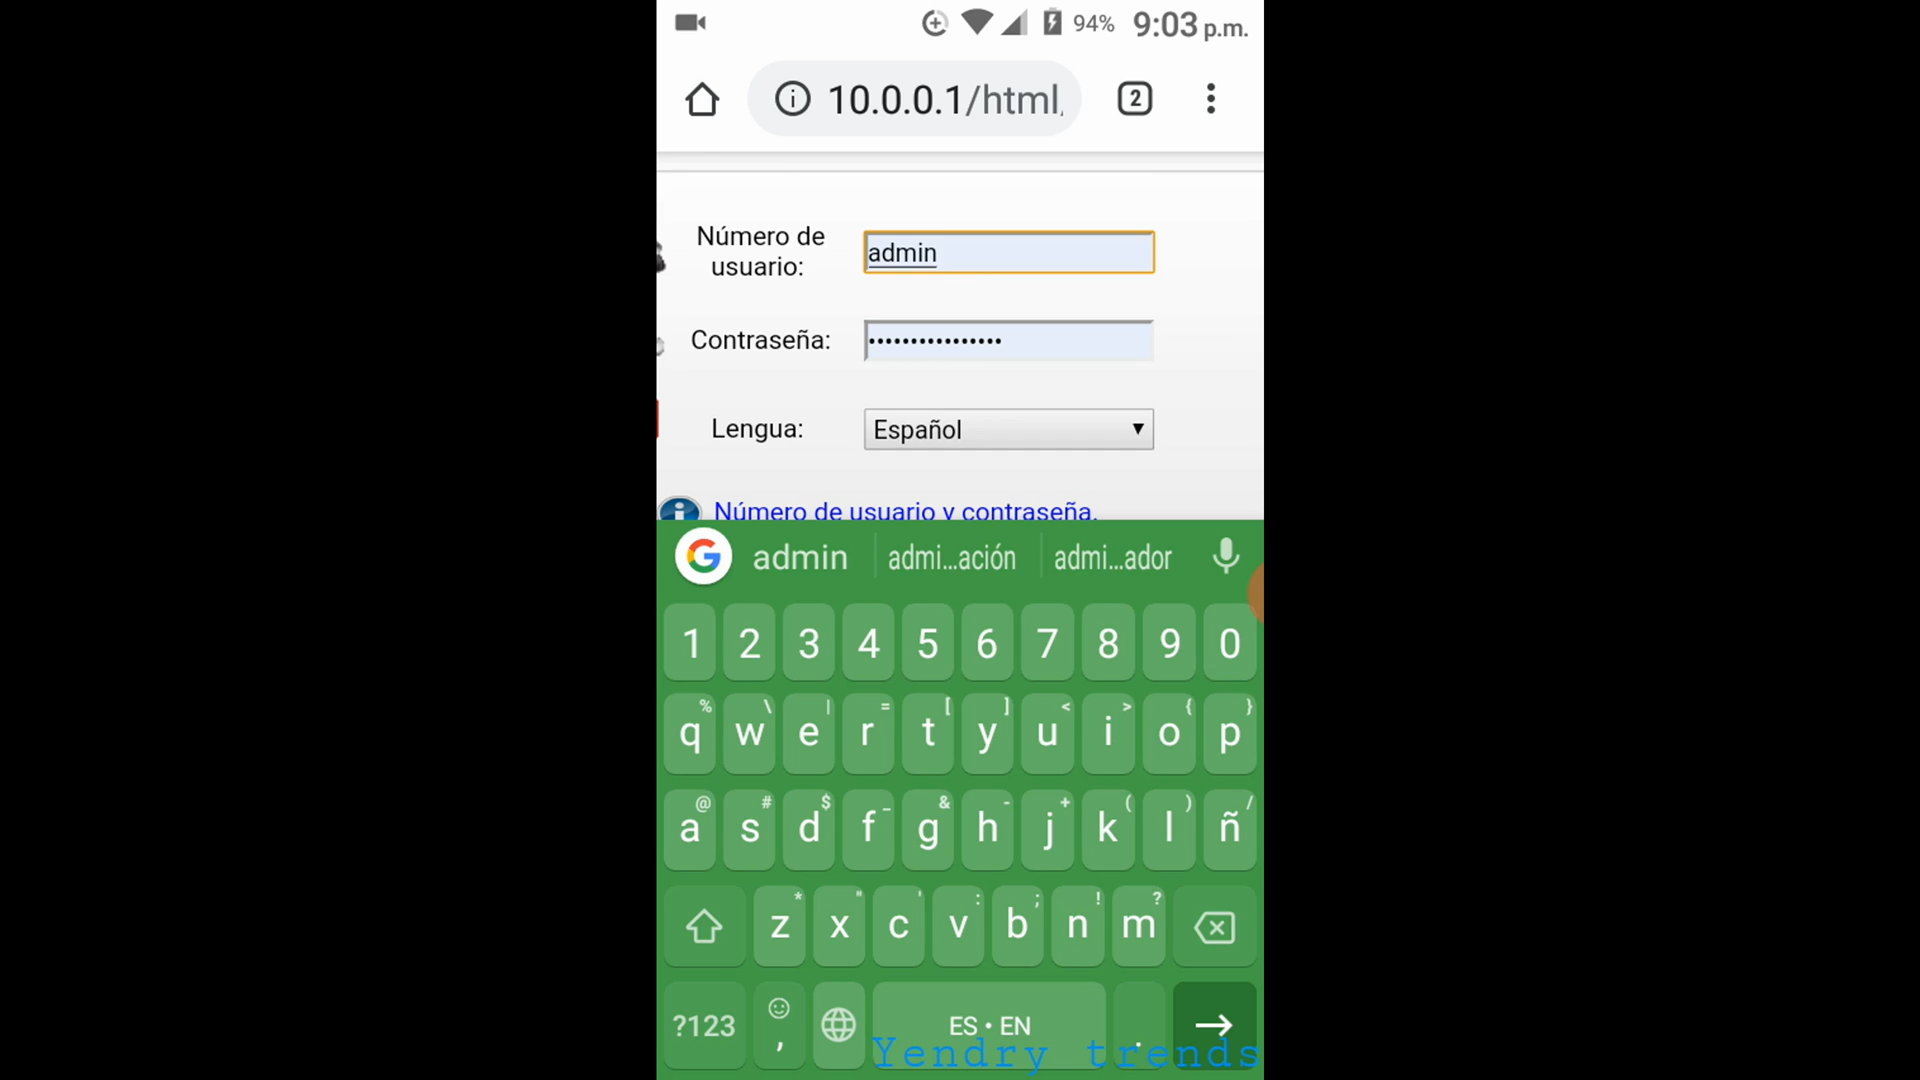 94% 9:03 p.m.
10.0.0.1/html
2
Número de
usuario:
admin
Contraseña:
••••••••••••••••
Lengua:
Español
Número de usuario y contraseña.
admin admi...ación admi...ador
1 2 3 4 5 6 7 8 9 0
% \ | = [ ] < > { }
q w e r t y u i o p
@ # $ _ & - + ( ) /
a s d f g h j k l ñ
* " ' : ; ! ?
z x c v b n m
?123 , ES • EN .
Yendry trends